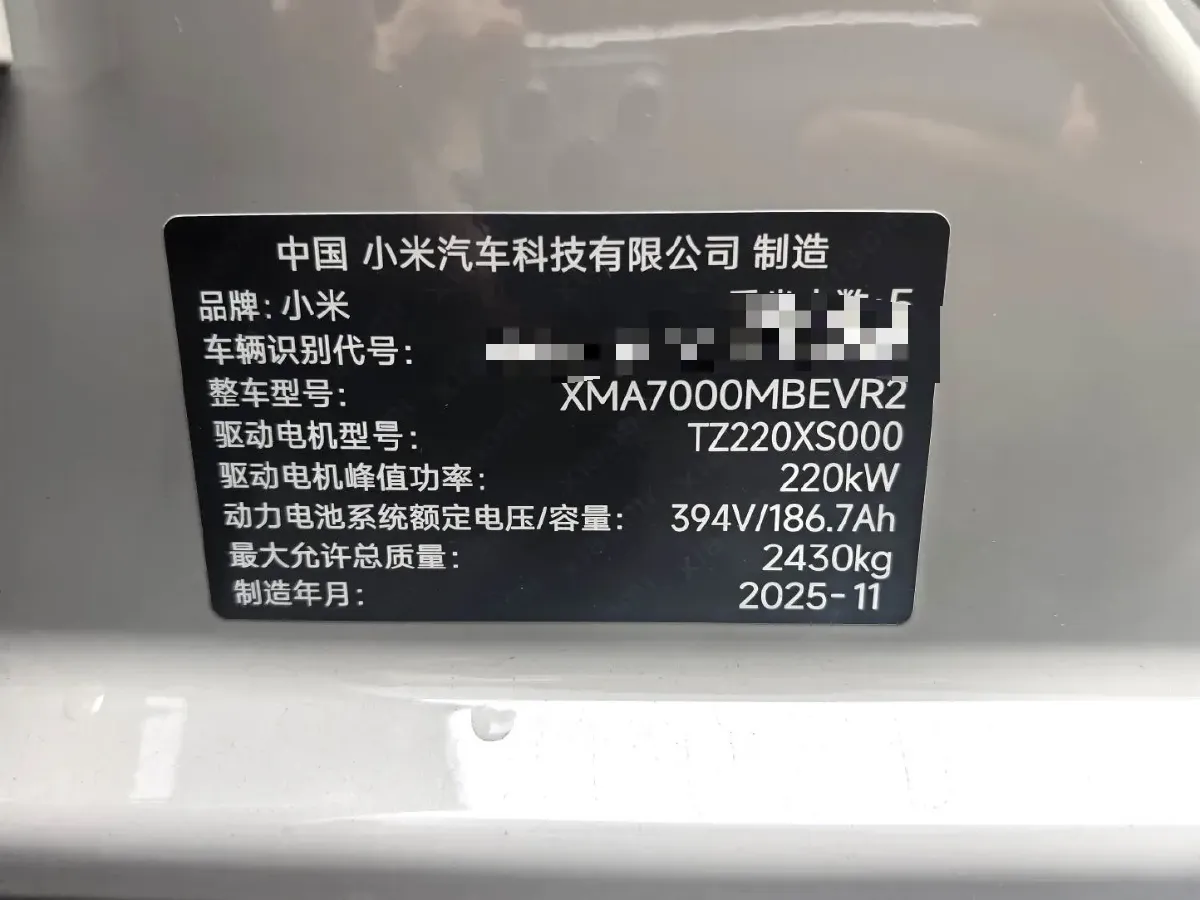 中国 小米汽车科技有限公司 制造
品牌: 小米 :5
车辆识别代号:
整车型号: XMA7000MBEVR2
驱动电机型号: TZ220XS000
驱动电机峰值功率: 220kW
动力电池系统额定电压/容量: 394V/186.7Ah
最大允许总质量: 2430kg
制造年月: 2025-11